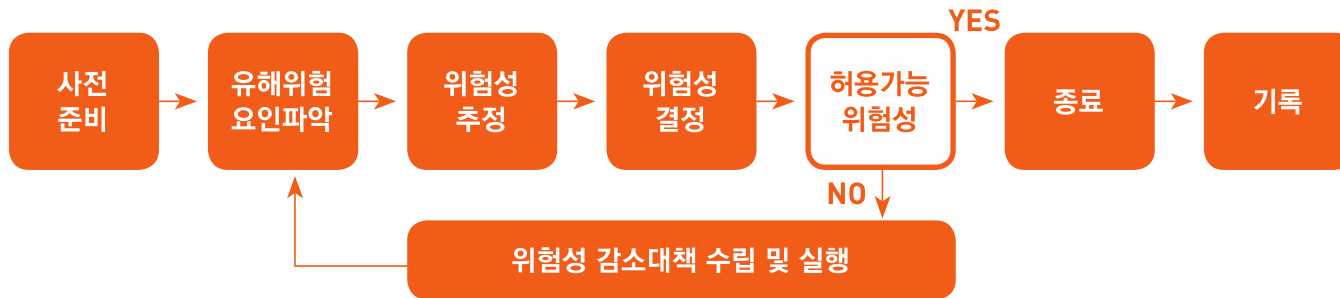 사전
준비
유해위험
요인파악
위험성
추정
위험성
결정
허용가능
위험성
YES
종료
기록
NO
위험성 감소대책 수립 및 실행